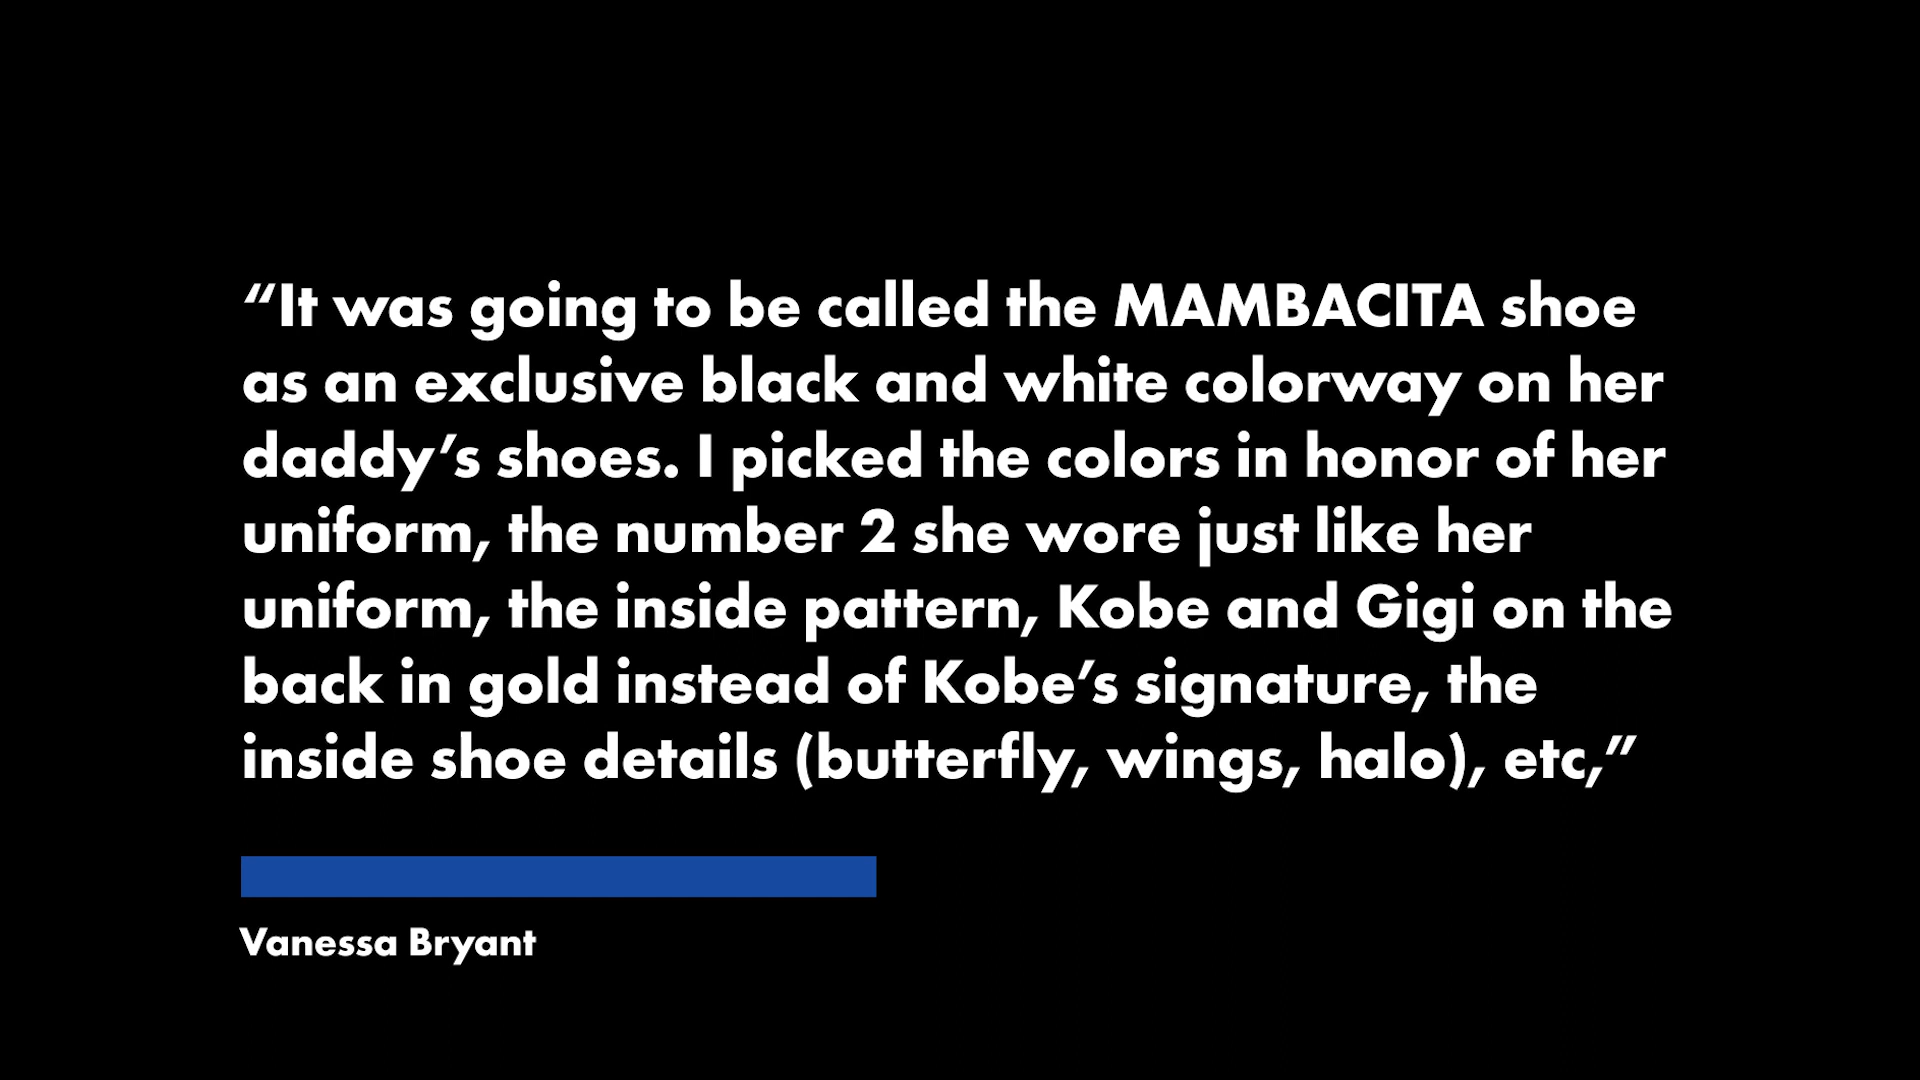 “It was going to be called the MAMBACITA shoe
as an exclusive black and white colorway on her
daddy’s shoes. I picked the colors in honor of her
uniform, the number 2 she wore just like her
uniform, the inside pattern, Kobe and Gigi on the
back in gold instead of Kobe’s signature, the
inside shoe details (butterfly, wings, halo), etc,”
Vanessa Bryant